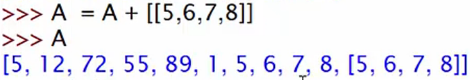 >>> A = A + [[5,6,7,8]]
>>> A
[5, 12, 72, 55, 89, 1, 5, 6, 7, 8, [5, 6, 7, 8]]